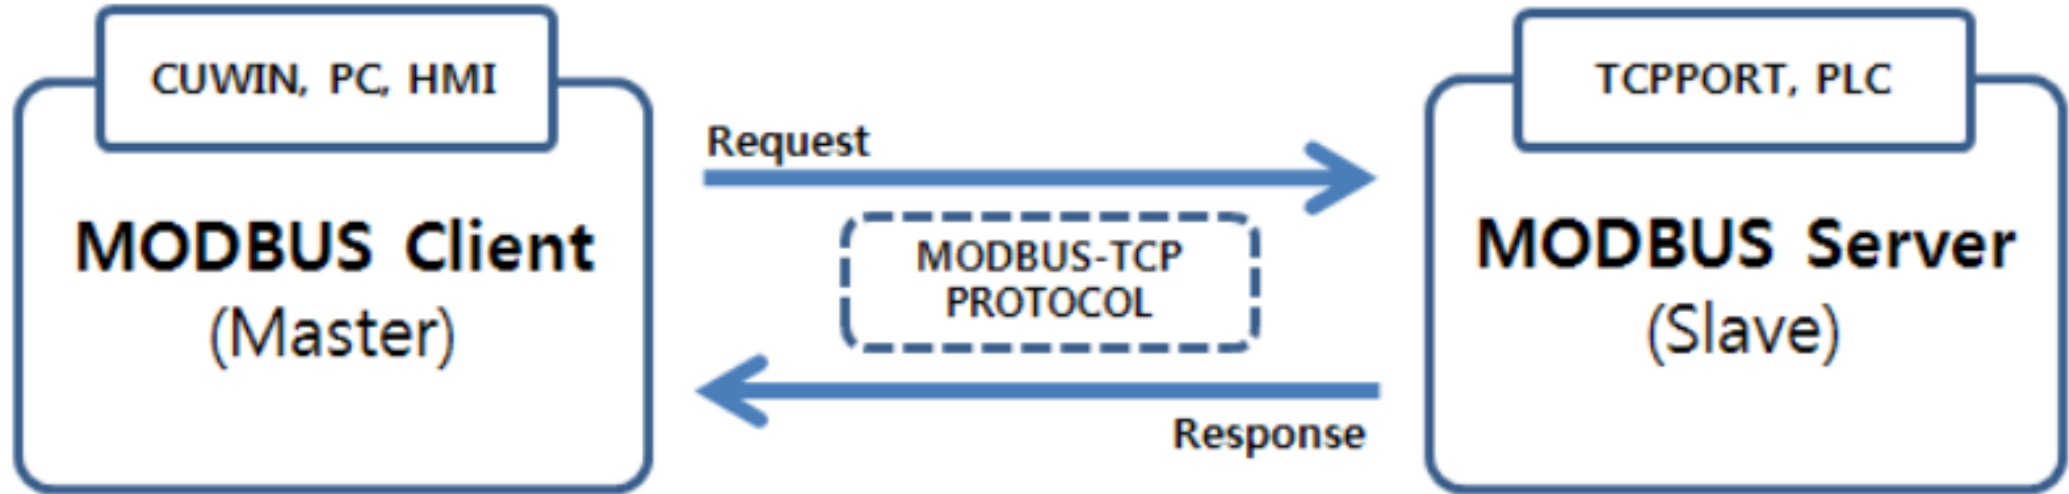 CUWIN, PC, HMI
MODBUS Client
(Master)
Request
MODBUS-TCP
PROTOCOL
Response
TCPPORT, PLC
MODBUS Server
(Slave)